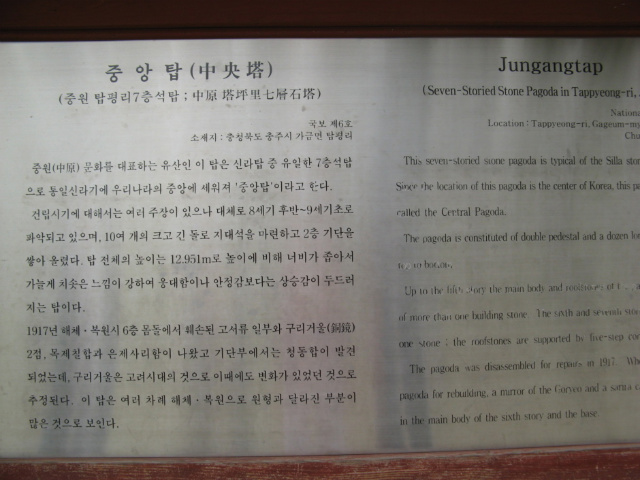 중 앙 탑 (中 央 塔)
(중원 탑평리7층석탑 ; 中原 塔坪里七層石塔)
국보 제6호
소재지 : 충청북도 충주시 가금면 탑평리
중원(中原) 문화를 대표하는 유산인 이 탑은 신라탑 중 유일한 7층석탑
으로 통일신라기에 우리나라의 중앙에 세워져 '중앙탑'이라고 한다.
건립시기에 대해서는 여러 주장이 있으나 대체로 8세기 후반~9세기초로
파악되고 있으며, 10여 개의 크고 긴 돌로 지대석을 마련하고 2층 기단을
쌓아 올렸다. 탑 전체의 높이는 12.951m로 높이에 비해 너비가 좁아서
가늘게 치솟은 느낌이 강하여 웅대함이나 안정감보다는 상승감이 두드러
지는 탑이다.
1917년 해체 · 복원시 6층 몸돌에서 훼손된 고서류 일부와 구리거울(銅鏡)
2점, 목제칠합과 은제사리함이 나왔고 기단부에서는 청동합이 발견
되었는데, 구리거울은 고려시대의 것으로 이때에도 변화가 있었던 것으로
추정된다. 이 탑은 여러 차례 해체 · 복원으로 원형과 달라진 부분이
많은 것으로 보인다.
Jungangtap
(Seven-Storied Stone Pagoda in Tappyeong-ri,
Nationa
Location : Tappyeong-ri, Gageum-my
Chu
This seven-storied stone pagoda is typical of the Silla stor
Since the location of this pagoda is the center of Korea, this pa
called the Central Pagoda.
The pagoda is constituted of double pedestal and a dozen lon
bottom.
Up to the fifth story the main body and rootstones of
of more than one building stone. The sixth and seventh stor
one stone ; the roofstones are supported by five-step cor
The pagoda was disassembled for repairs in 1917. Whe
pagoda for rebuilding, a mirror of the Goryeo and a sarira c
in the main body of the sixth story and the base.